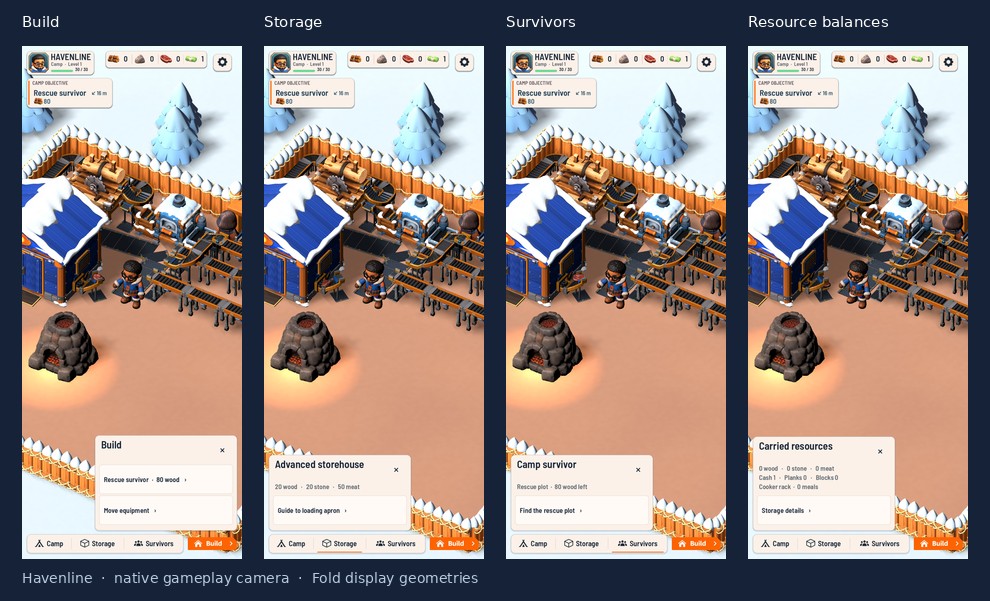 Build
HAVENLINE
Camp · Level 1
30 / 30
0 0 0 1
CAMP OBJECTIVE
Rescue survivor ↙ 16 m
80
Build ×
Rescue survivor · 80 wood ›
Move equipment ›
Camp Storage Survivors Build ›
Storage
HAVENLINE
Camp · Level 1
30 / 30
0 0 0 1
CAMP OBJECTIVE
Rescue survivor ↙ 16 m
80
Advanced storehouse ×
20 wood · 20 stone · 50 meat
Guide to loading apron ›
Camp Storage Survivors Build ›
Survivors
HAVENLINE
Camp · Level 1
30 / 30
0 0 0 1
CAMP OBJECTIVE
Rescue survivor ↙ 16 m
80
Camp survivor ×
Rescue plot · 80 wood left
Find the rescue plot ›
Camp Storage Survivors Build ›
Resource balances
HAVENLINE
Camp · Level 1
30 / 30
0 0 0 1
CAMP OBJECTIVE
Rescue survivor ↙ 16 m
80
Carried resources ×
0 wood · 0 stone · 0 meat
Cash 1 · Planks 0 · Blocks 0
Cooker rack · 0 meals
Storage details ›
Camp Storage Survivors Build ›
Havenline · native gameplay camera · Fold display geometries